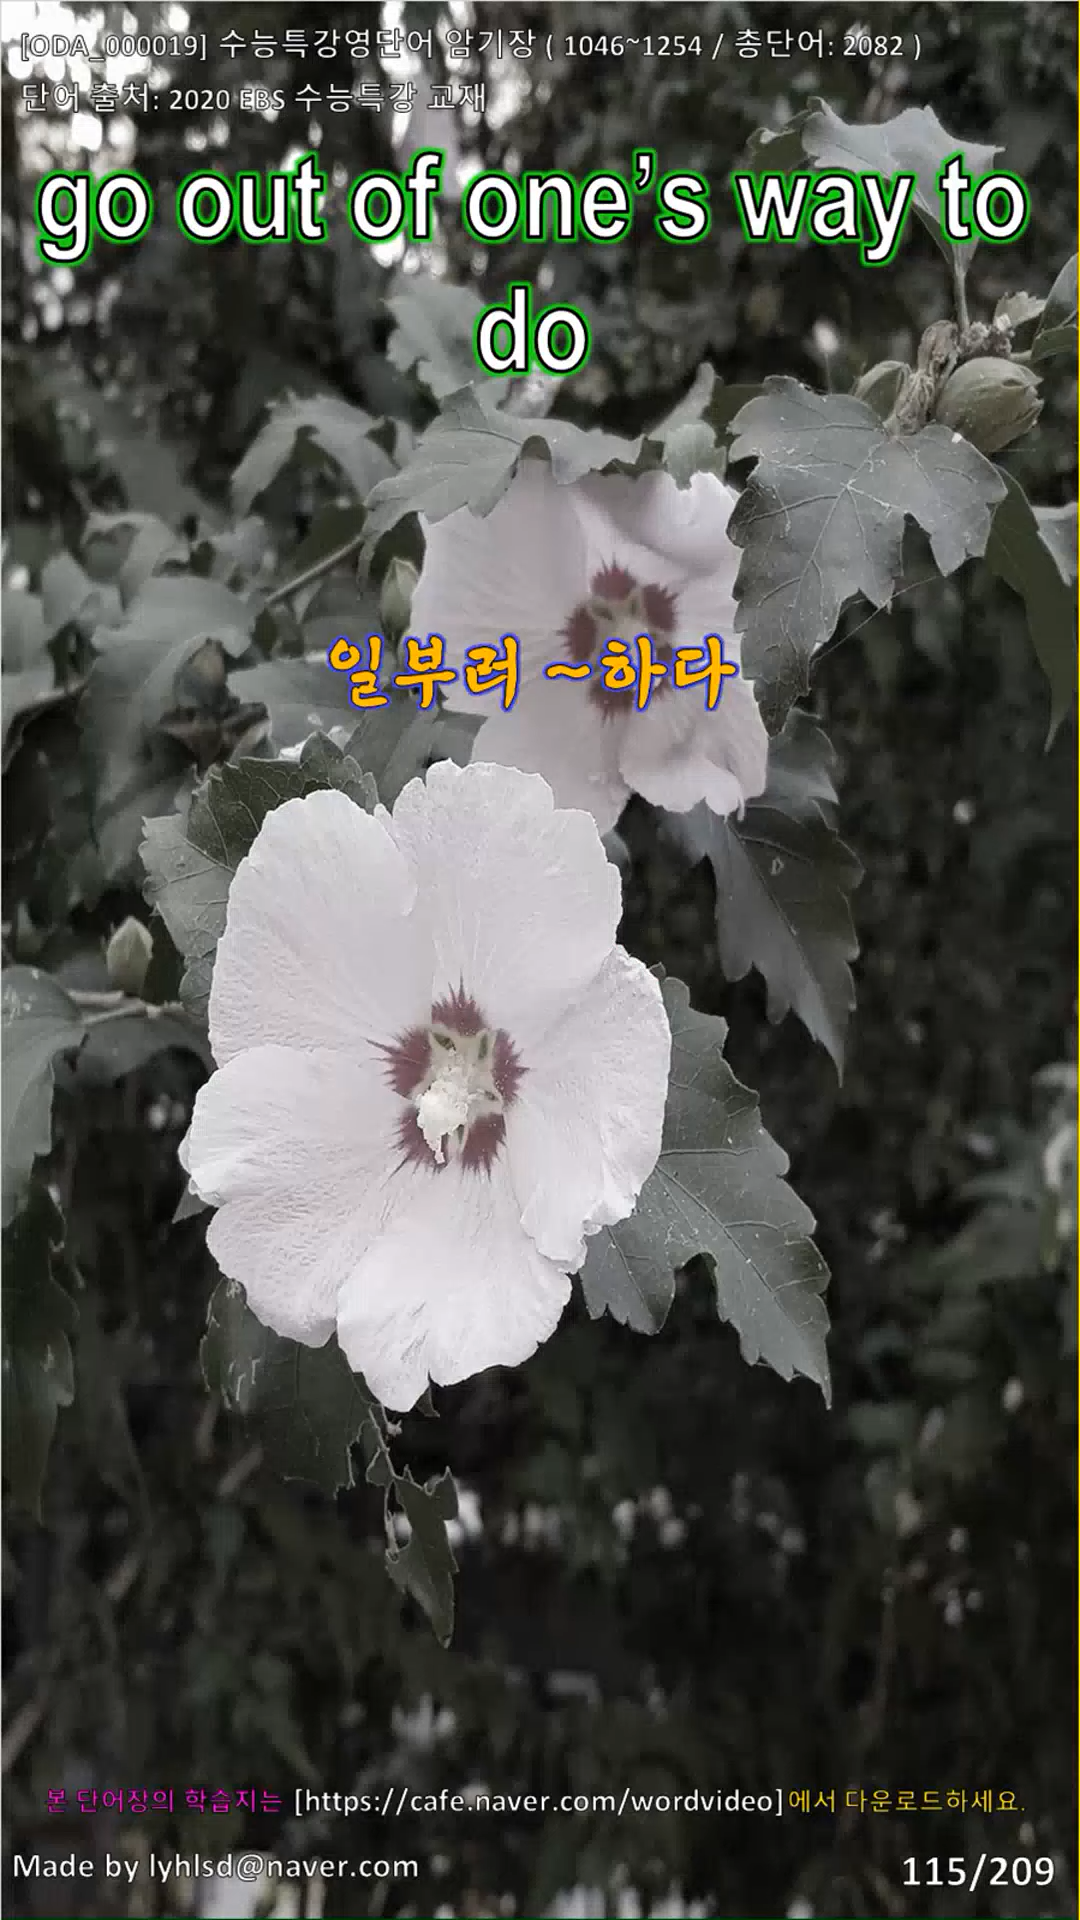 [ODA_000019] 수능특강영단어 암기장 ( 1046~1254 / 총단어: 2082 )
단어 출처: 2020 EBS 수능특강 교재
go out of one’s way to
do
일부러 ~하다
본 단어장의 학습지는 [https://cafe.naver.com/wordvideo]에서 다운로드하세요.
Made by lyhlsd@naver.com
115/209